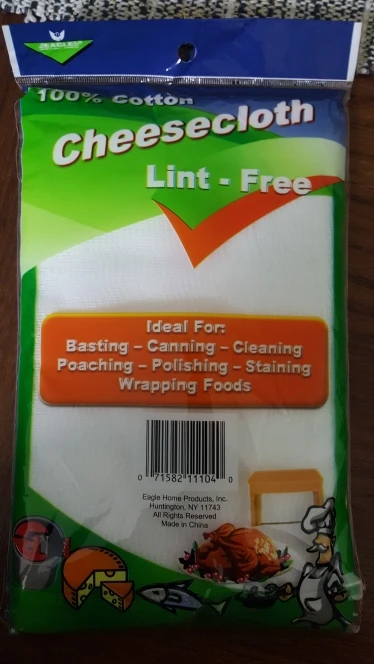 EAGLE
100% Cotton
Cheesecloth
Lint - Free
Ideal For:
Basting – Canning – Cleaning
Poaching – Polishing – Staining
Wrapping Foods
0 71582 11104 0
Eagle Home Products, Inc.
Huntington, NY 11743
All Rights Reserved
Made in China